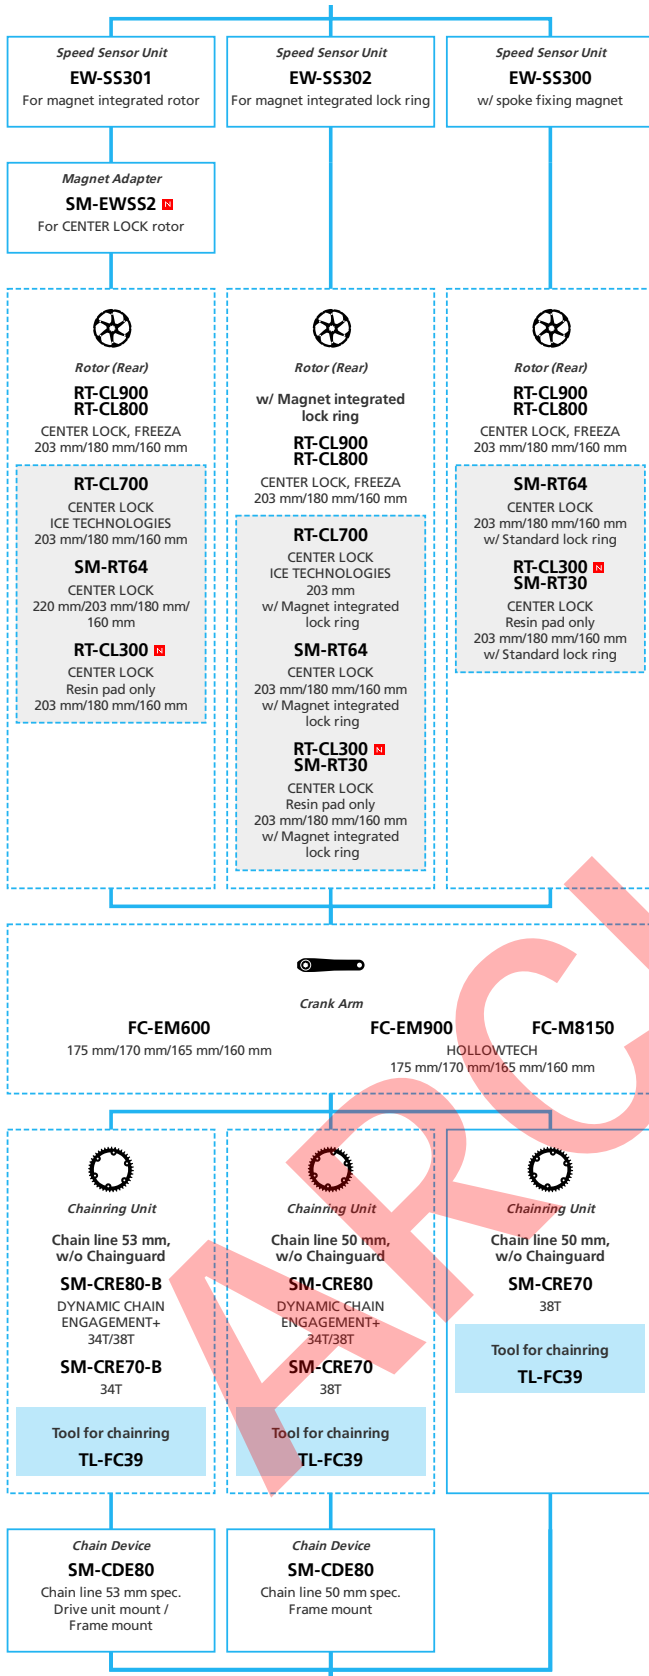 Speed Sensor Unit
EW-SS301
For magnet integrated rotor
Speed Sensor Unit
EW-SS302
For magnet integrated lock ring
Speed Sensor Unit
EW-SS300
w/ spoke fixing magnet
Magnet Adapter
SM-EWSS2 N
For CENTER LOCK rotor
Rotor (Rear)
RT-CL900
RT-CL800
CENTER LOCK, FREEZA
203 mm/180 mm/160 mm
RT-CL700
CENTER LOCK
ICE TECHNOLOGIES
203 mm/180 mm/160 mm
SM-RT64
CENTER LOCK
220 mm/203 mm/180 mm/
160 mm
RT-CL300 N
CENTER LOCK
Resin pad only
203 mm/180 mm/160 mm
Rotor (Rear)
w/ Magnet integrated
lock ring
RT-CL900
RT-CL800
CENTER LOCK, FREEZA
203 mm/180 mm/160 mm
RT-CL700
CENTER LOCK
ICE TECHNOLOGIES
203 mm
w/ Magnet integrated
lock ring
SM-RT64
CENTER LOCK
203 mm/180 mm/160 mm
w/ Magnet integrated
lock ring
RT-CL300 N
SM-RT30
CENTER LOCK
Resin pad only
203 mm/180 mm/160 mm
w/ Magnet integrated
lock ring
Rotor (Rear)
RT-CL900
RT-CL800
CENTER LOCK, FREEZA
203 mm/180 mm/160 mm
SM-RT64
CENTER LOCK
203 mm/180 mm/160 mm
w/ Standard lock ring
RT-CL300 N
SM-RT30
CENTER LOCK
Resin pad only
203 mm/180 mm/160 mm
w/ Standard lock ring
Crank Arm
FC-EM600
175 mm/170 mm/165 mm/160 mm
FC-EM900 FC-M8150
HOLLOWTECH
175 mm/170 mm/165 mm/160 mm
Chainring Unit
Chain line 53 mm,
w/o Chainguard
SM-CRE80-B
DYNAMIC CHAIN
ENGAGEMENT+
34T/38T
SM-CRE70-B
34T
Tool for chainring
TL-FC39
Chainring Unit
Chain line 50 mm,
w/o Chainguard
SM-CRE80
DYNAMIC CHAIN
ENGAGEMENT+
34T/38T
SM-CRE70
38T
Tool for chainring
TL-FC39
Chainring Unit
Chain line 50 mm,
w/o Chainguard
SM-CRE70
38T
Tool for chainring
TL-FC39
Chain Device
SM-CDE80
Chain line 53 mm spec.
Drive unit mount /
Frame mount
Chain Device
SM-CDE80
Chain line 50 mm spec.
Frame mount
ARC